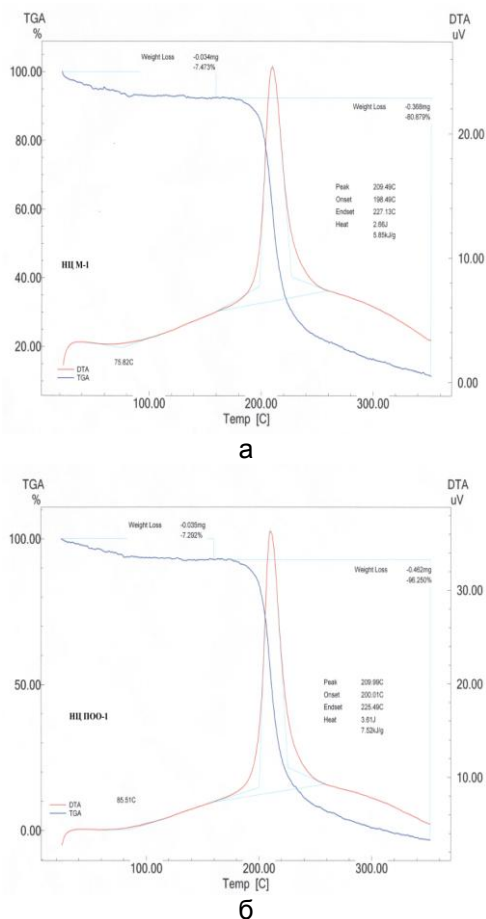 TGA
%
DTA
uV
Weight Loss -0.034mg
-7.473%
100.00
Weight Loss -0.368mg
-80.879%
20.00
80.00
Peak 209.49C
Onset 198.49C
Endset 227.13C
Heat 2.66J
5.85kJ/g
60.00
10.00
40.00
НЦ М-1
20.00
75.62C
DTA
TGA
0.00
100.00 200.00 300.00
Temp [C]
а
TGA
%
DTA
uV
Weight Loss -0.035mg
-7.292%
100.00
Weight Loss -0.462mg
-96.250%
30.00
Peak 209.99C
Onset 200.01C
Endset 225.49C
Heat 3.61J
7.52kJ/g
20.00
50.00
НЦ ПОО-1
10.00
65.51C
DTA
TGA
0.00
100.00 200.00 300.00
Temp [C]
б